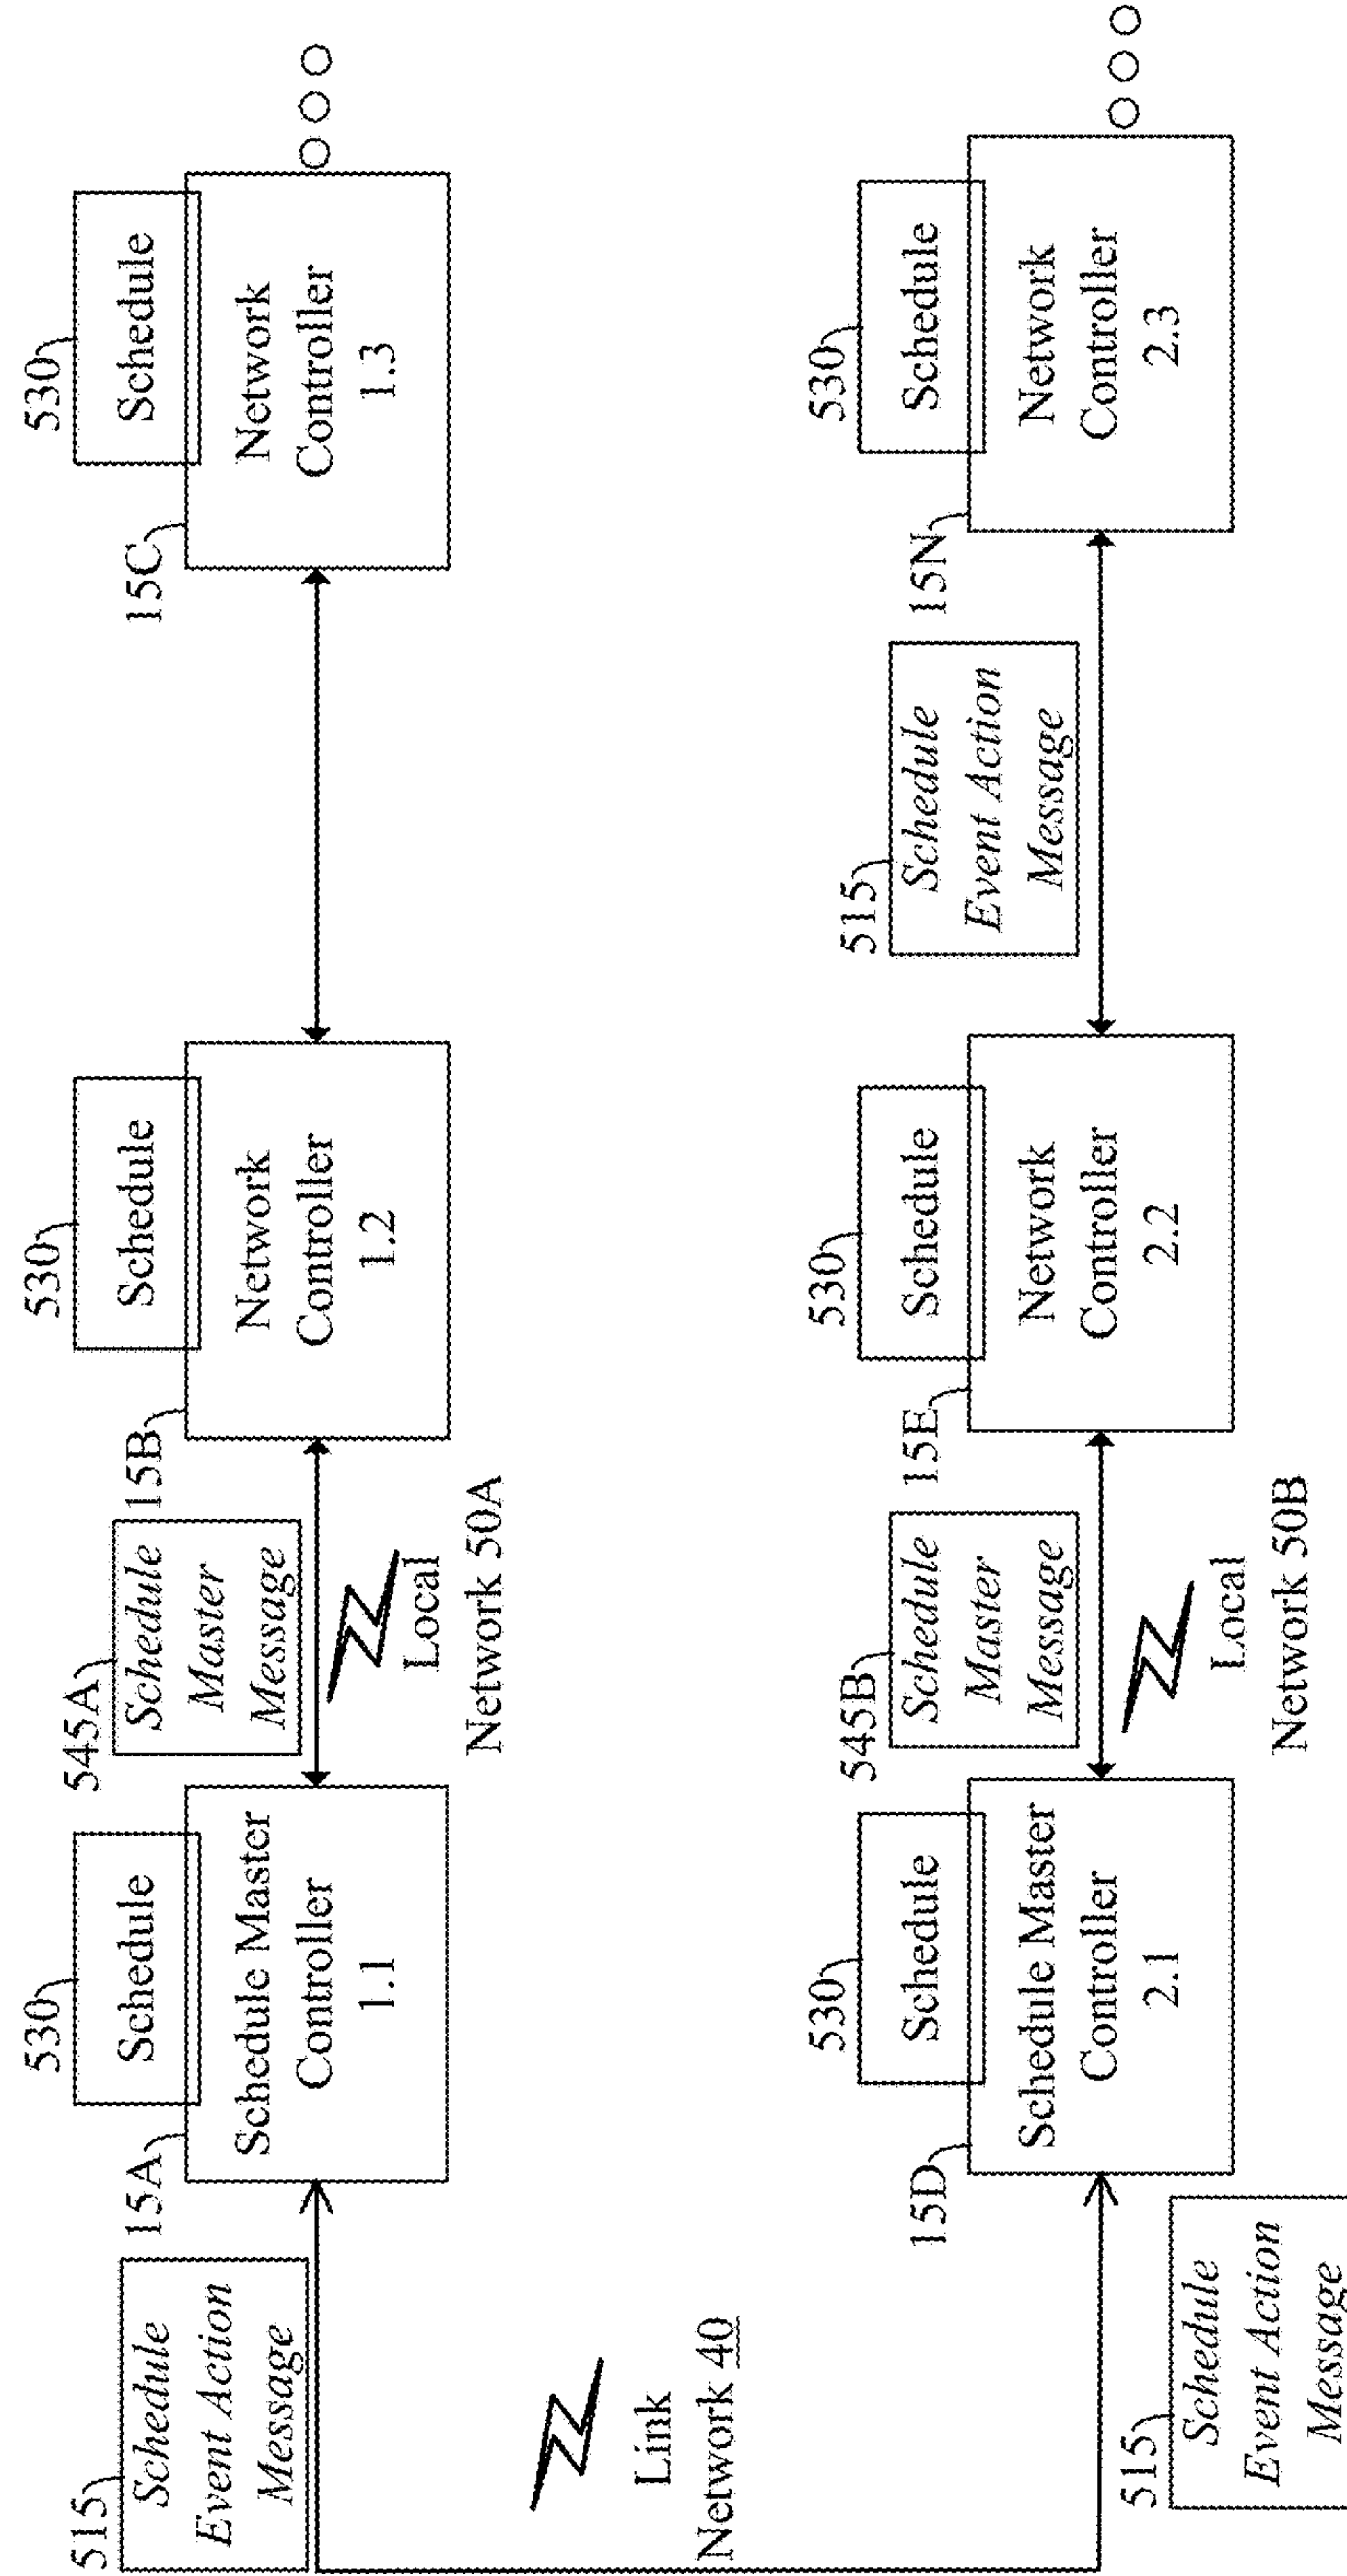 515
Schedule
Event Action
Message
15A
530
Schedule
Schedule Master
Controller
1.1
545A
Schedule
Master
Message
Local
Network 50A
15B
530
Schedule
Network
Controller
1.2
15C
530
Schedule
Network
Controller
1.3
Link
Network 40
515
Schedule
Event Action
Message
15D
530
Schedule
Schedule Master
Controller
2.1
545B
Schedule
Master
Message
Local
Network 50B
15E
530
Schedule
Network
Controller
2.2
515
Schedule
Event Action
Message
15N
530
Schedule
Network
Controller
2.3